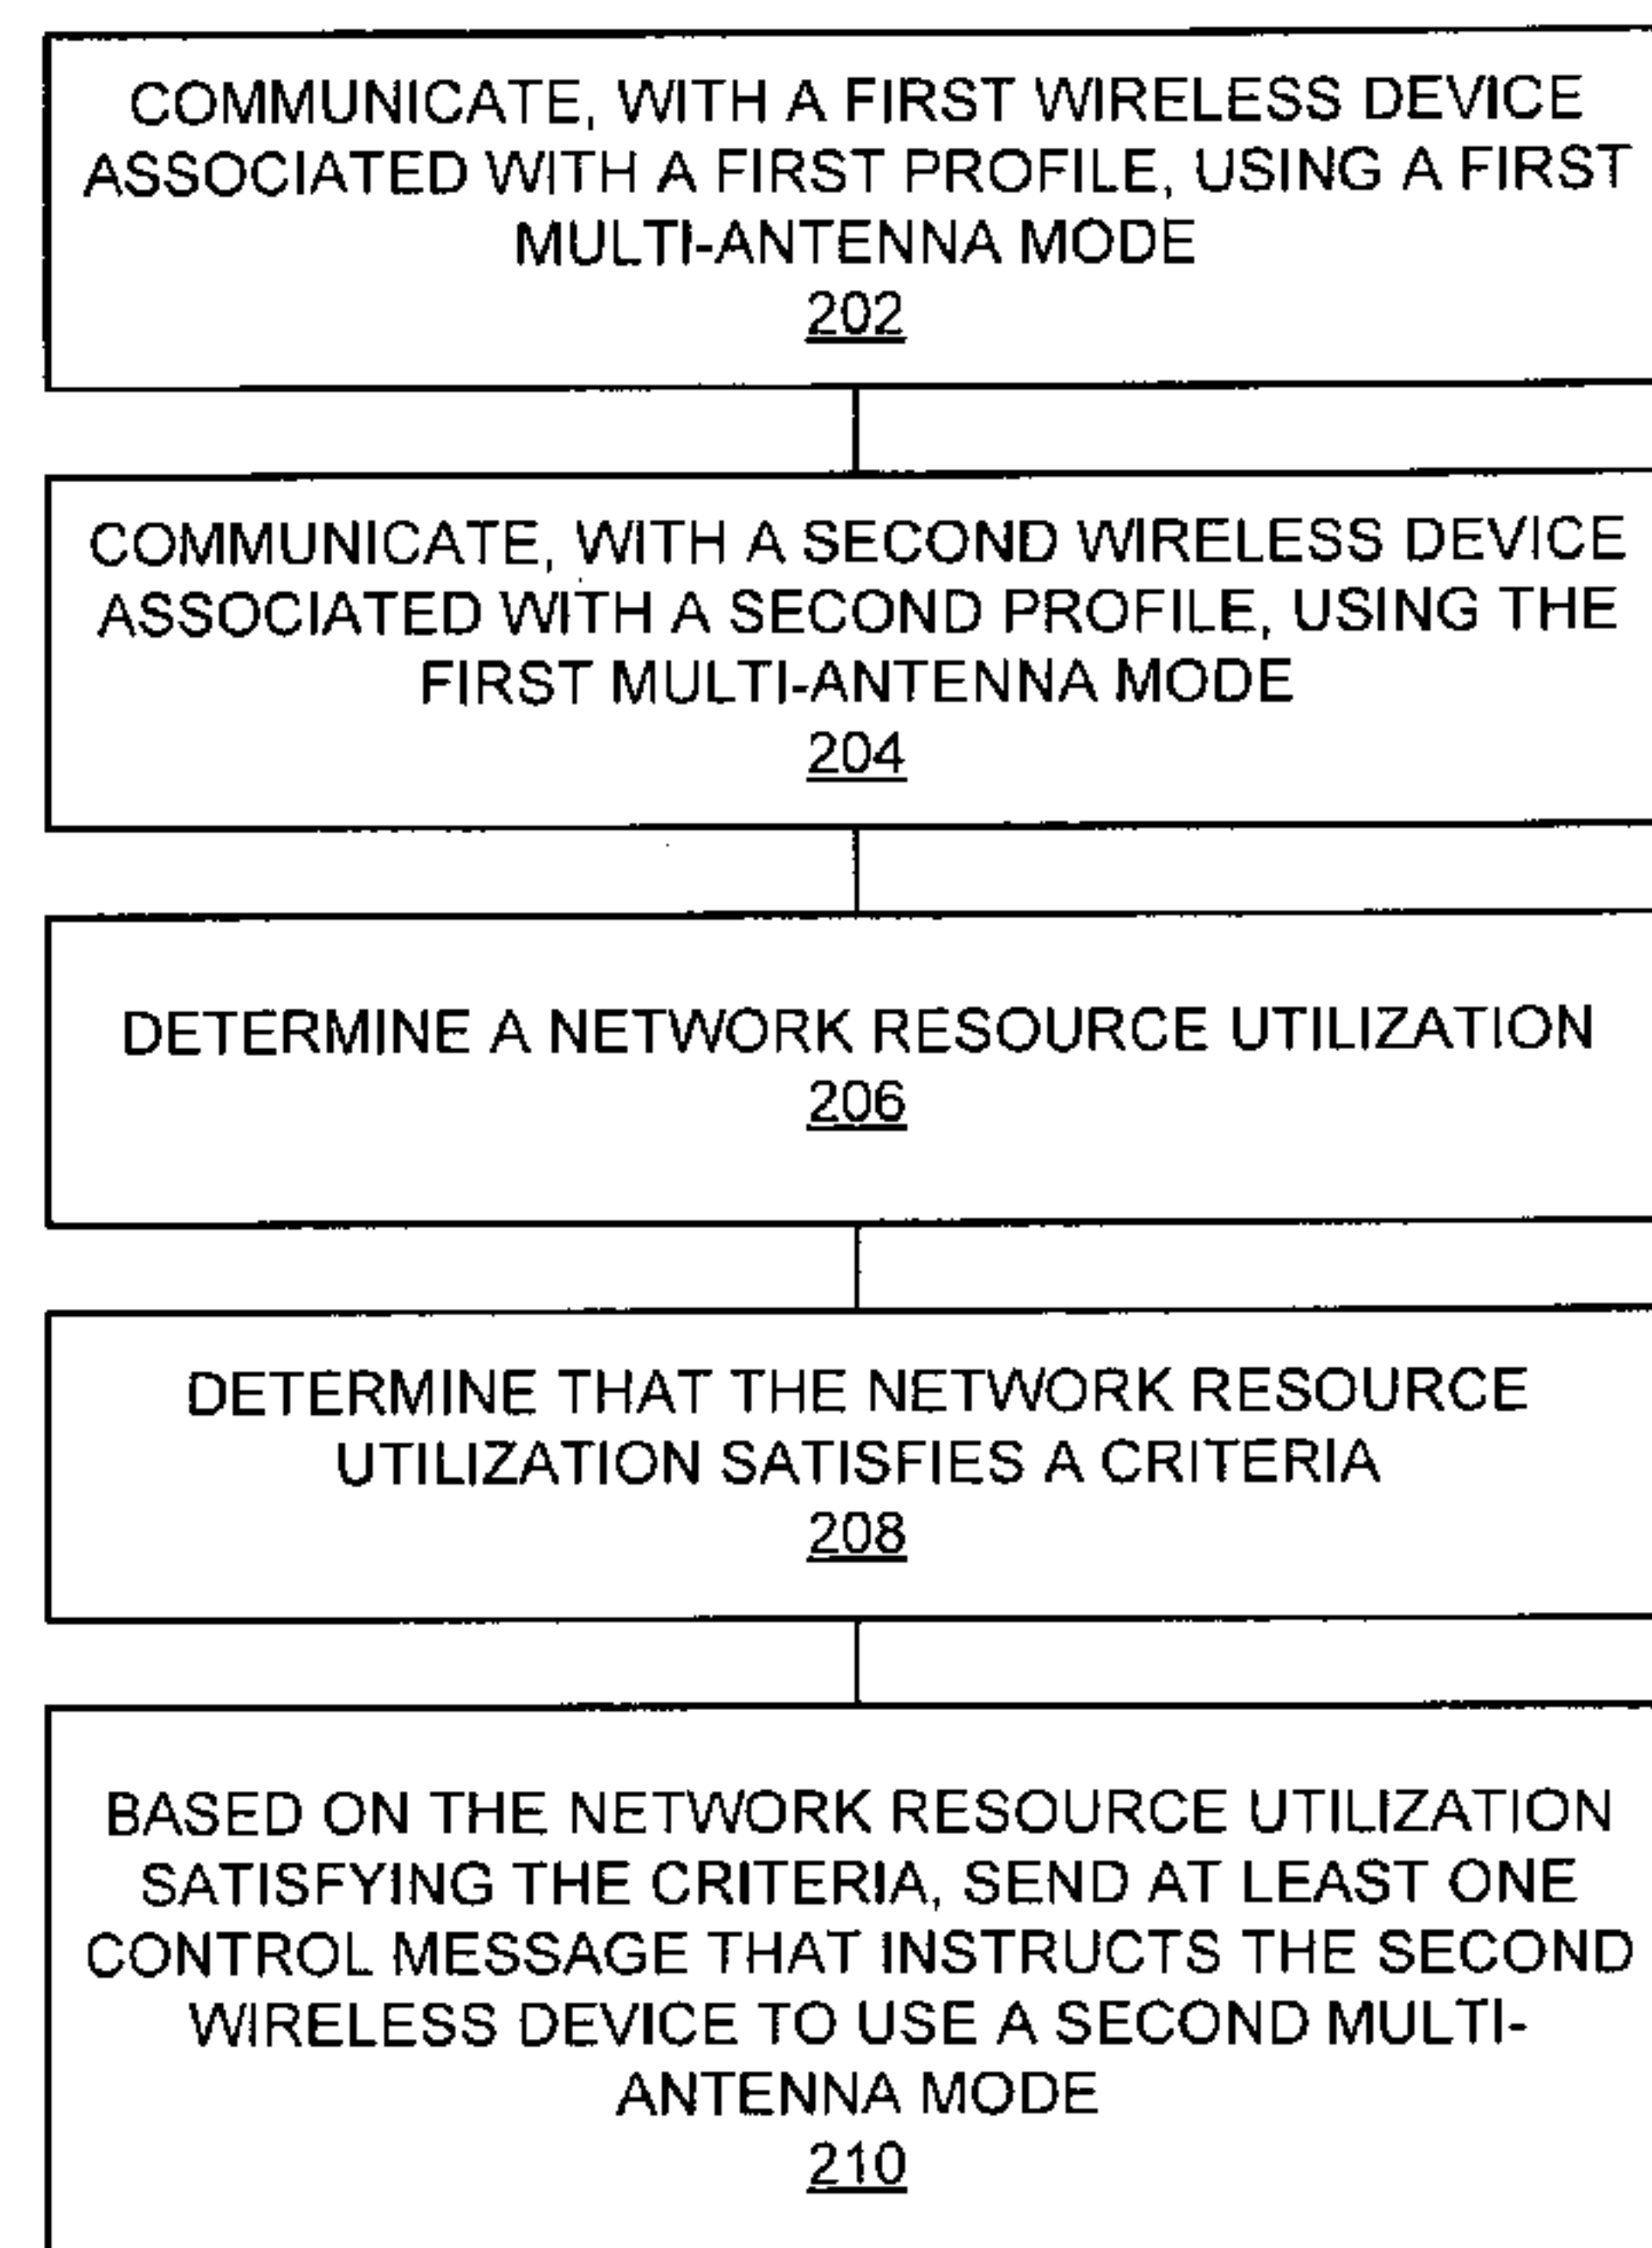 COMMUNICATE, WITH A FIRST WIRELESS DEVICE
ASSOCIATED WITH A FIRST PROFILE, USING A FIRST
MULTI-ANTENNA MODE
202
COMMUNICATE, WITH A SECOND WIRELESS DEVICE
ASSOCIATED WITH A SECOND PROFILE, USING THE
FIRST MULTI-ANTENNA MODE
204
DETERMINE A NETWORK RESOURCE UTILIZATION
206
DETERMINE THAT THE NETWORK RESOURCE
UTILIZATION SATISFIES A CRITERIA
208
BASED ON THE NETWORK RESOURCE UTILIZATION
SATISFYING THE CRITERIA, SEND AT LEAST ONE
CONTROL MESSAGE THAT INSTRUCTS THE SECOND
WIRELESS DEVICE TO USE A SECOND MULTI-
ANTENNA MODE
210